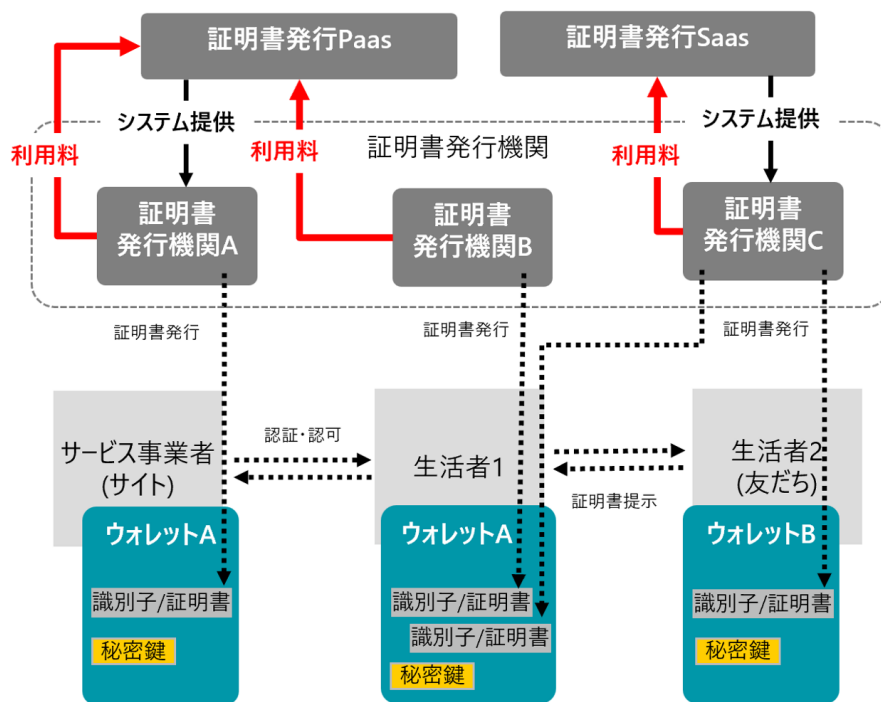 証明書発行Paas
証明書発行Saas
システム提供
システム提供
利用料
利用料
利用料
証明書発行機関
証明書
発行機関A
証明書
発行機関B
証明書
発行機関C
証明書発行
証明書発行
証明書発行
サービス事業者
(サイト)
認証・認可
生活者1
証明書提示
生活者2
(友だち)
ウォレットA
識別子/証明書
秘密鍵
ウォレットA
識別子/証明書
識別子/証明書
秘密鍵
ウォレットB
識別子/証明書
秘密鍵